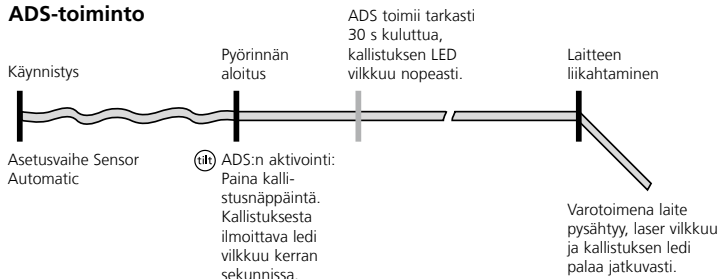 ADS-toiminto
Käynnistys
Asetusvaihe Sensor
Automatic
Pyörinnän
aloitus
tilt ADS:n aktivointi:
Paina kalli-
stusnäppäintä.
Kallistuksesta
ilmoittava ledi
vilkkuu kerran
sekunnissa.
ADS toimii tarkasti
30 s kuluttua,
kallistuksen LED
vilkkuu nopeasti.
Laitteen
liikahtaminen
Varotoimena laite
pysähtyy, laser vilkkuu
ja kallistuksen ledi
palaa jatkuvasti.